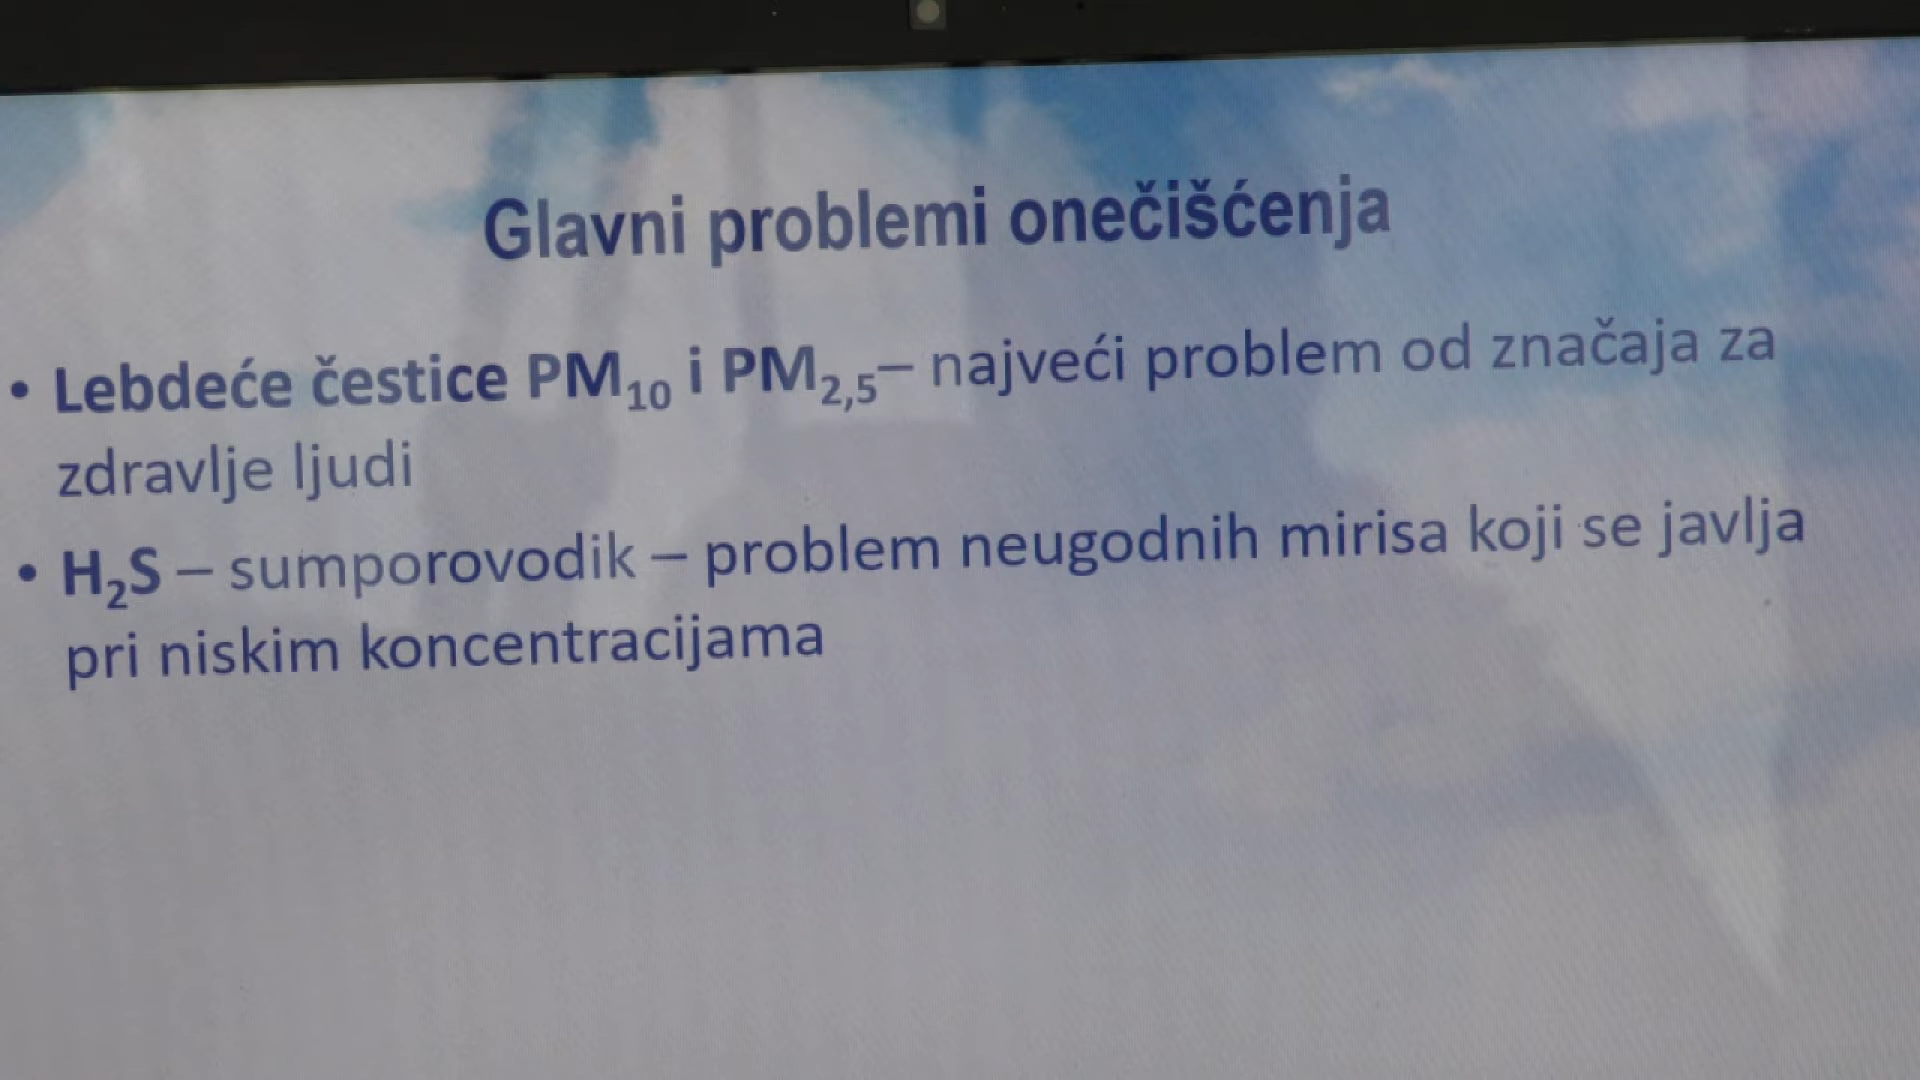 Glavni problemi onečišćenja
• Lebdeće čestice PM₁₀ i PM₂,₅– najveći problem od značaja za
zdravlje ljudi
• H₂S – sumporovodik – problem neugodnih mirisa koji se javlja
pri niskim koncentracijama